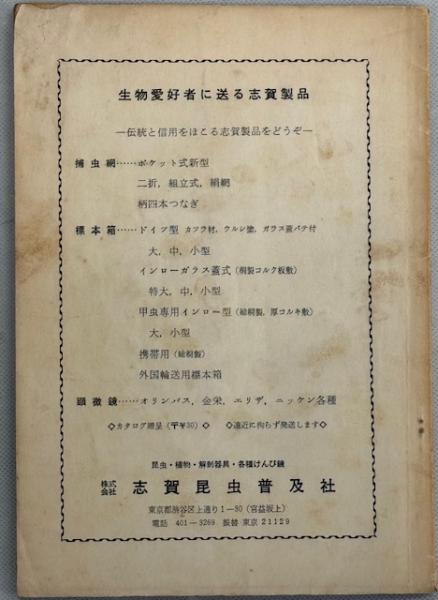 生物愛好者に送る志賀製品
―伝統と信用をほこる志賀製品をどうぞ―
捕虫網……ポケット式新型
二折，組立式，絹網
柄四本つなぎ
標本箱……ドイツ型 カツラ材，ウルシ塗，ガラス蓋パテ付
大，中，小型
インローガラス蓋式（桐製コルク板敷）
特大，中，小型
甲虫専用インロー型（総桐製，厚コルキ敷）
大，小型
携帯用（総桐製）
外国輸送用標本箱
顕微鏡……オリンパス，金栄，エリザ，ニッケン各種
◇カタログ贈呈（〒¥30）◇ ◇遠近に拘らず発送します◇
昆虫・植物・解剖器具・各種けんび鏡
株式会社 志賀昆虫普及社
東京都渋谷区上通り1—30（宮益坂上）
電話 401—3269 振替 東京 21129